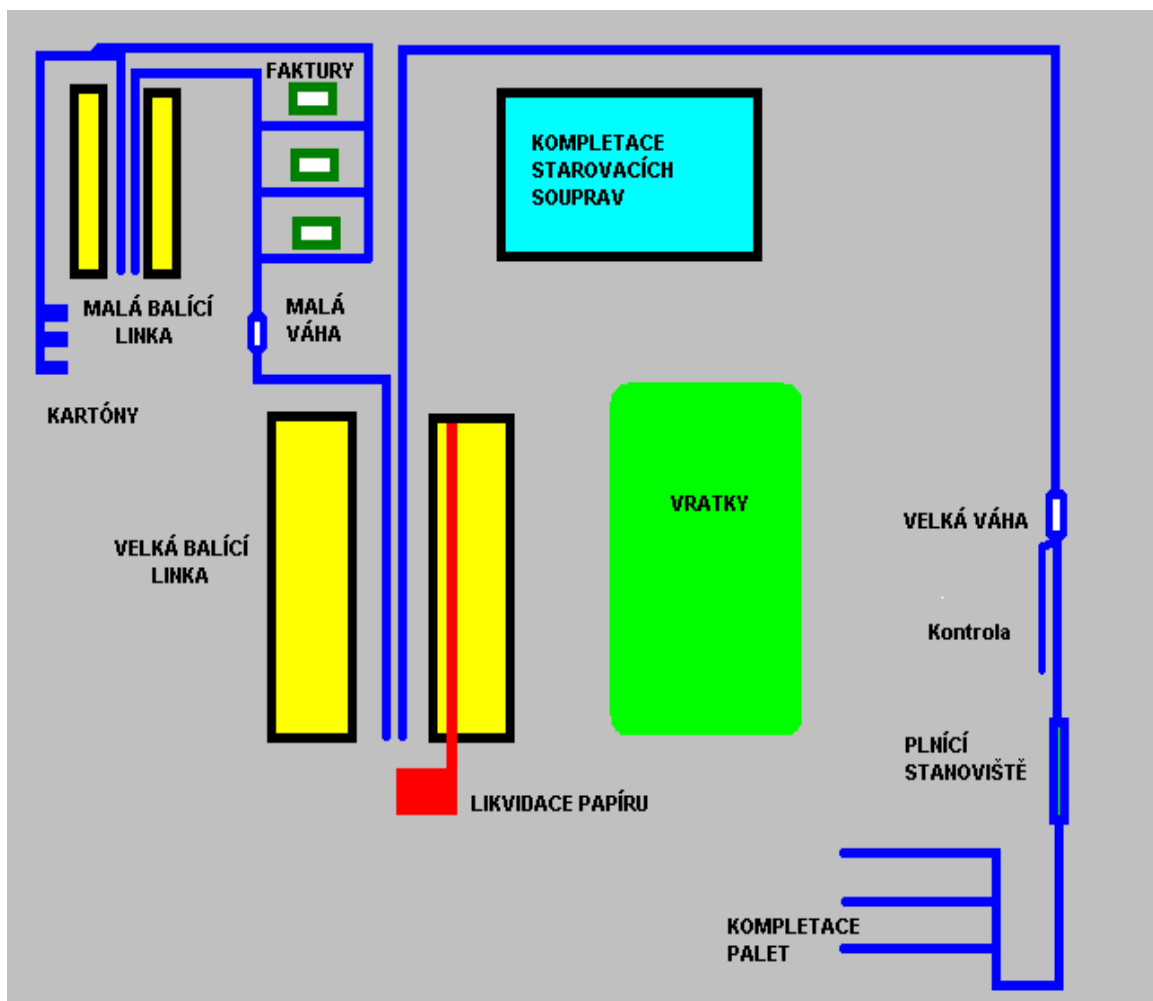 FAKTURY
KOMPLETACE
STAROVACÍCH
SOUPRAV
MALÁ BALÍCÍ
LINKA
MALÁ
VÁHA
KARTÓNY
VRATKY
VELKÁ VÁHA
VELKÁ BALÍCÍ
LINKA
Kontrola
PLNÍCÍ
STANOVIŠTĚ
LIKVIDACE PAPÍRU
KOMPLETACE
PALET